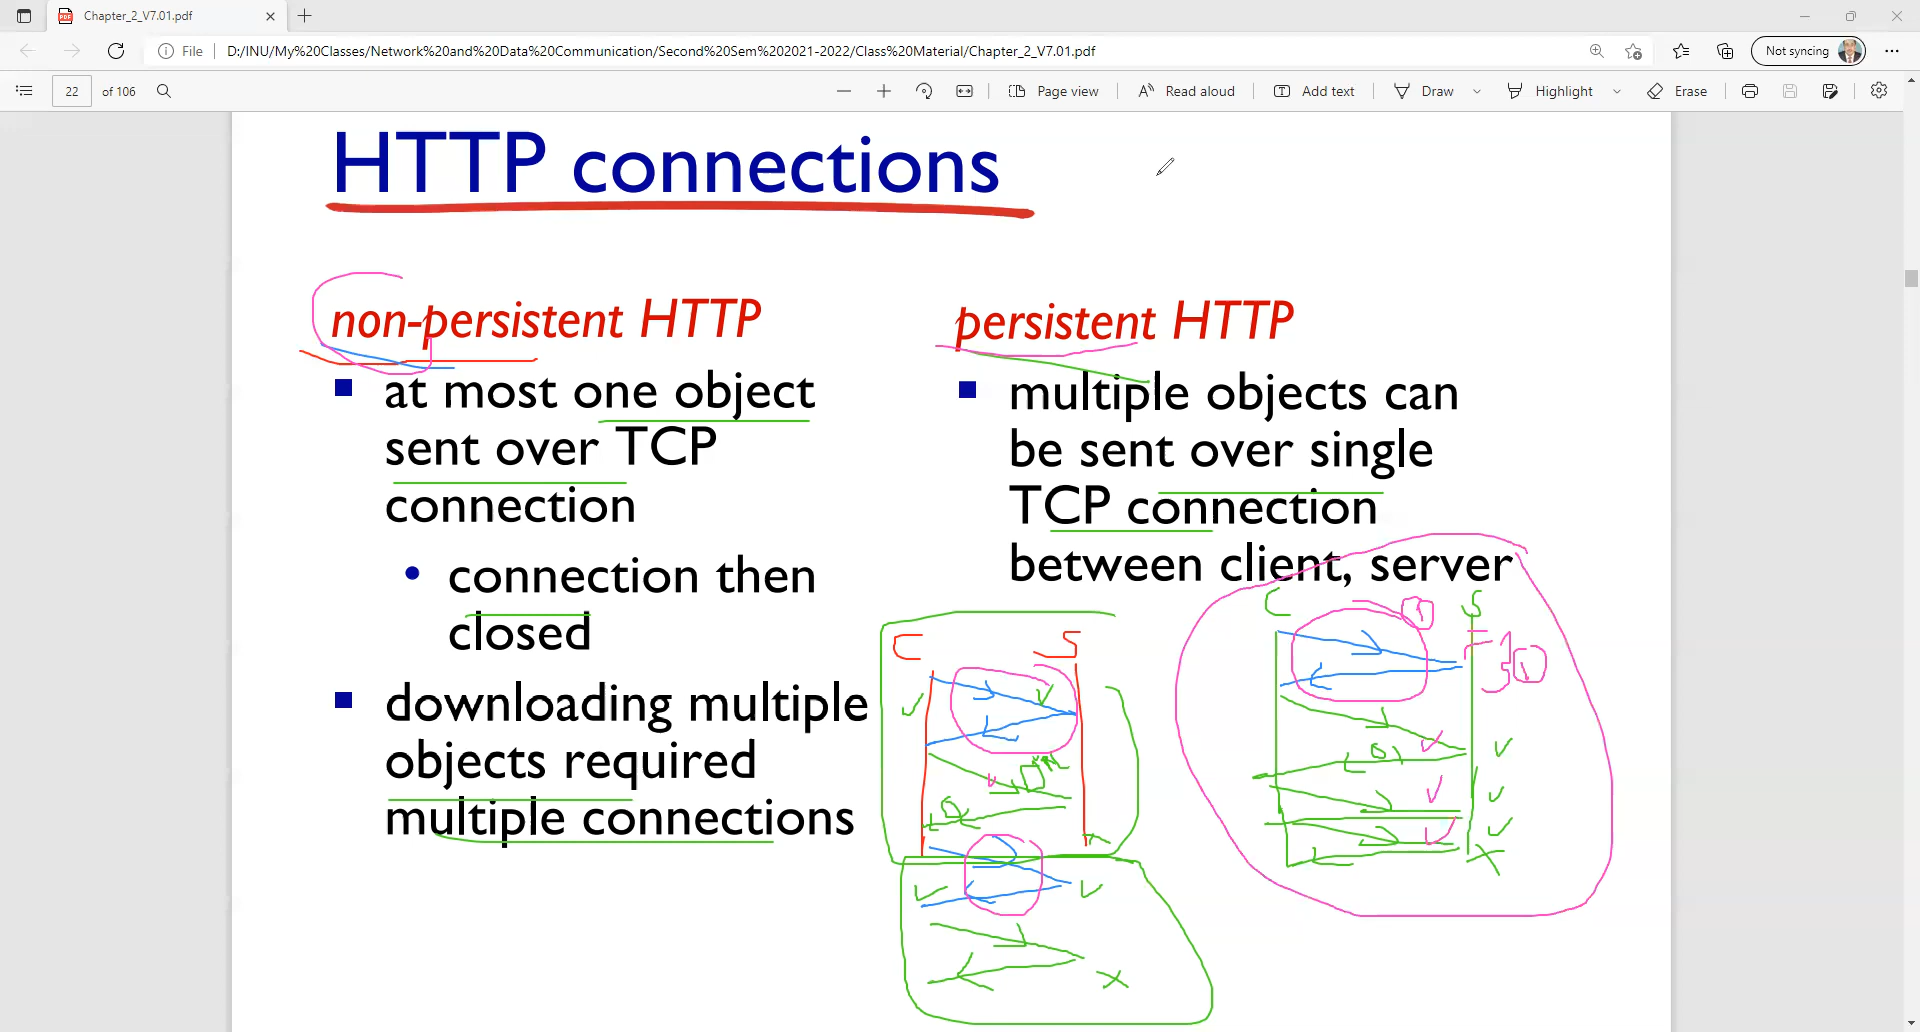 Chapter_2_V7.01.pdf
File
D:/INU/My%20Classes/Network%20and%20Data%20Communication/Second%20Sem%202021-2022/Class%20Material/Chapter_2_V7.01.pdf
Not syncing
22 of 106
Page view
Read aloud
Add text
Draw
Highlight
Erase
HTTP connections
non-persistent HTTP
at most one object
sent over TCP
connection
connection then
closed
downloading multiple
objects required
multiple connections
persistent HTTP
multiple objects can
be sent over single
TCP connection
between client, server
C S
C S
1
1